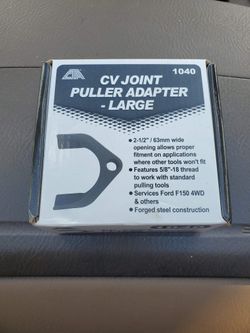 CTA
1040
CV JOINT
PULLER ADAPTER
- LARGE
• 2-1/2" / 63mm wide
opening allows proper
fitment on applications
where other tools won't fit
• Features 5/8"-18 thread
to work with standard
pulling tools
• Services Ford F150 4WD
& others
• Forged steel construction